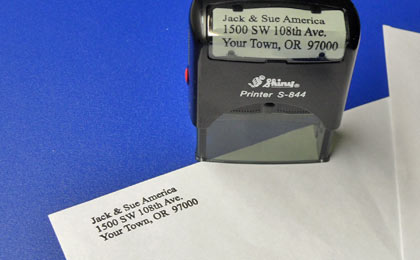 Jack & Sue America
1500 SW 108th Ave.
Your Town, OR 97000
Shiny
Printer S-844
Jack & Sue America
1500 SW 108th Ave.
Your Town, OR 97000